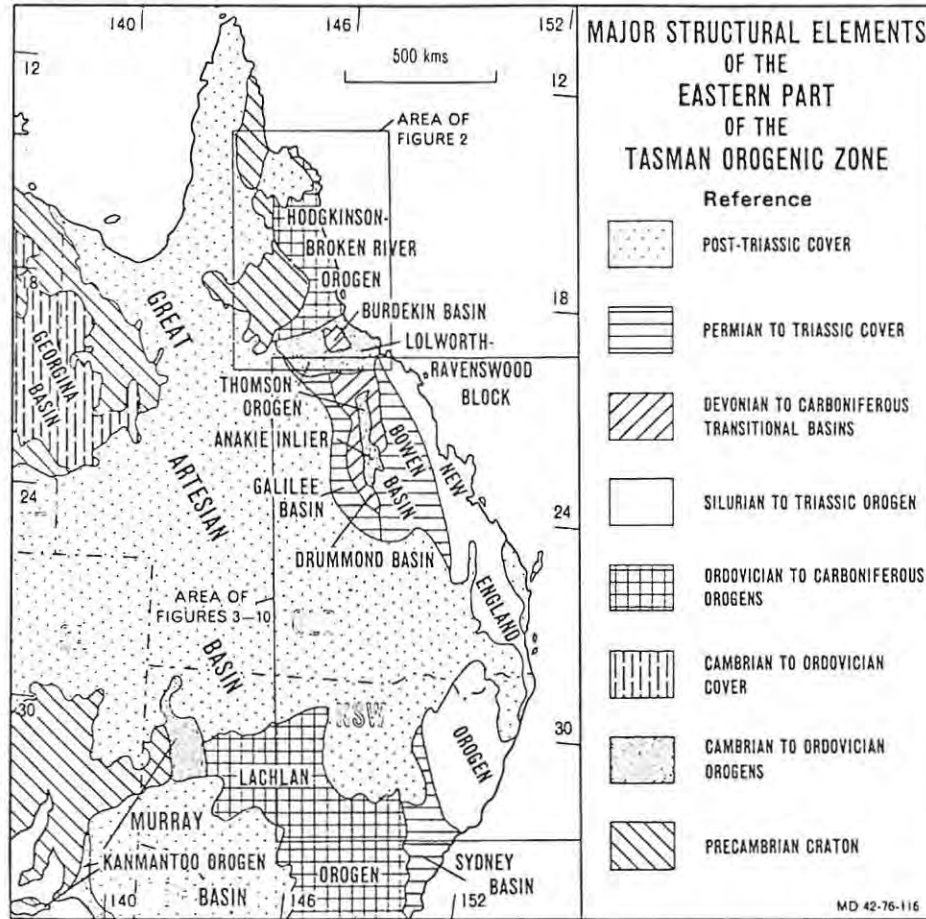 140
146
152
12
500 kms
12
AREA OF
FIGURE 2
HODGKINSON-
BROKEN RIVER
OROGEN
18
18
BURDEKIN BASIN
LOLWORTH-
RAVENSWOOD
BLOCK
GREAT
GEORGINA
BASIN
THOMSON
OROGEN
ANAKIE INLIER
BOWEN
BASIN
NEW
24
ARTESIAN
GALILEE
BASIN
24
DRUMMOND BASIN
ENGLAND
AREA OF
FIGURES 3—10
BASIN
30
NSW
30
OROGEN
LACHLAN
MURRAY
KANMANTOO OROGEN
OROGEN
SYDNEY
BASIN
BASIN
140
146
152
MAJOR STRUCTURAL ELEMENTS
OF THE
EASTERN PART
OF THE
TASMAN OROGENIC ZONE
Reference
POST-TRIASSIC COVER
PERMIAN TO TRIASSIC COVER
DEVONIAN TO CARBONIFEROUS
TRANSITIONAL BASINS
SILURIAN TO TRIASSIC OROGEN
ORDOVICIAN TO CARBONIFEROUS
OROGENS
CAMBRIAN TO ORDOVICIAN
COVER
CAMBRIAN TO ORDOVICIAN
OROGENS
PRECAMBRIAN CRATON
MD 42-76-116